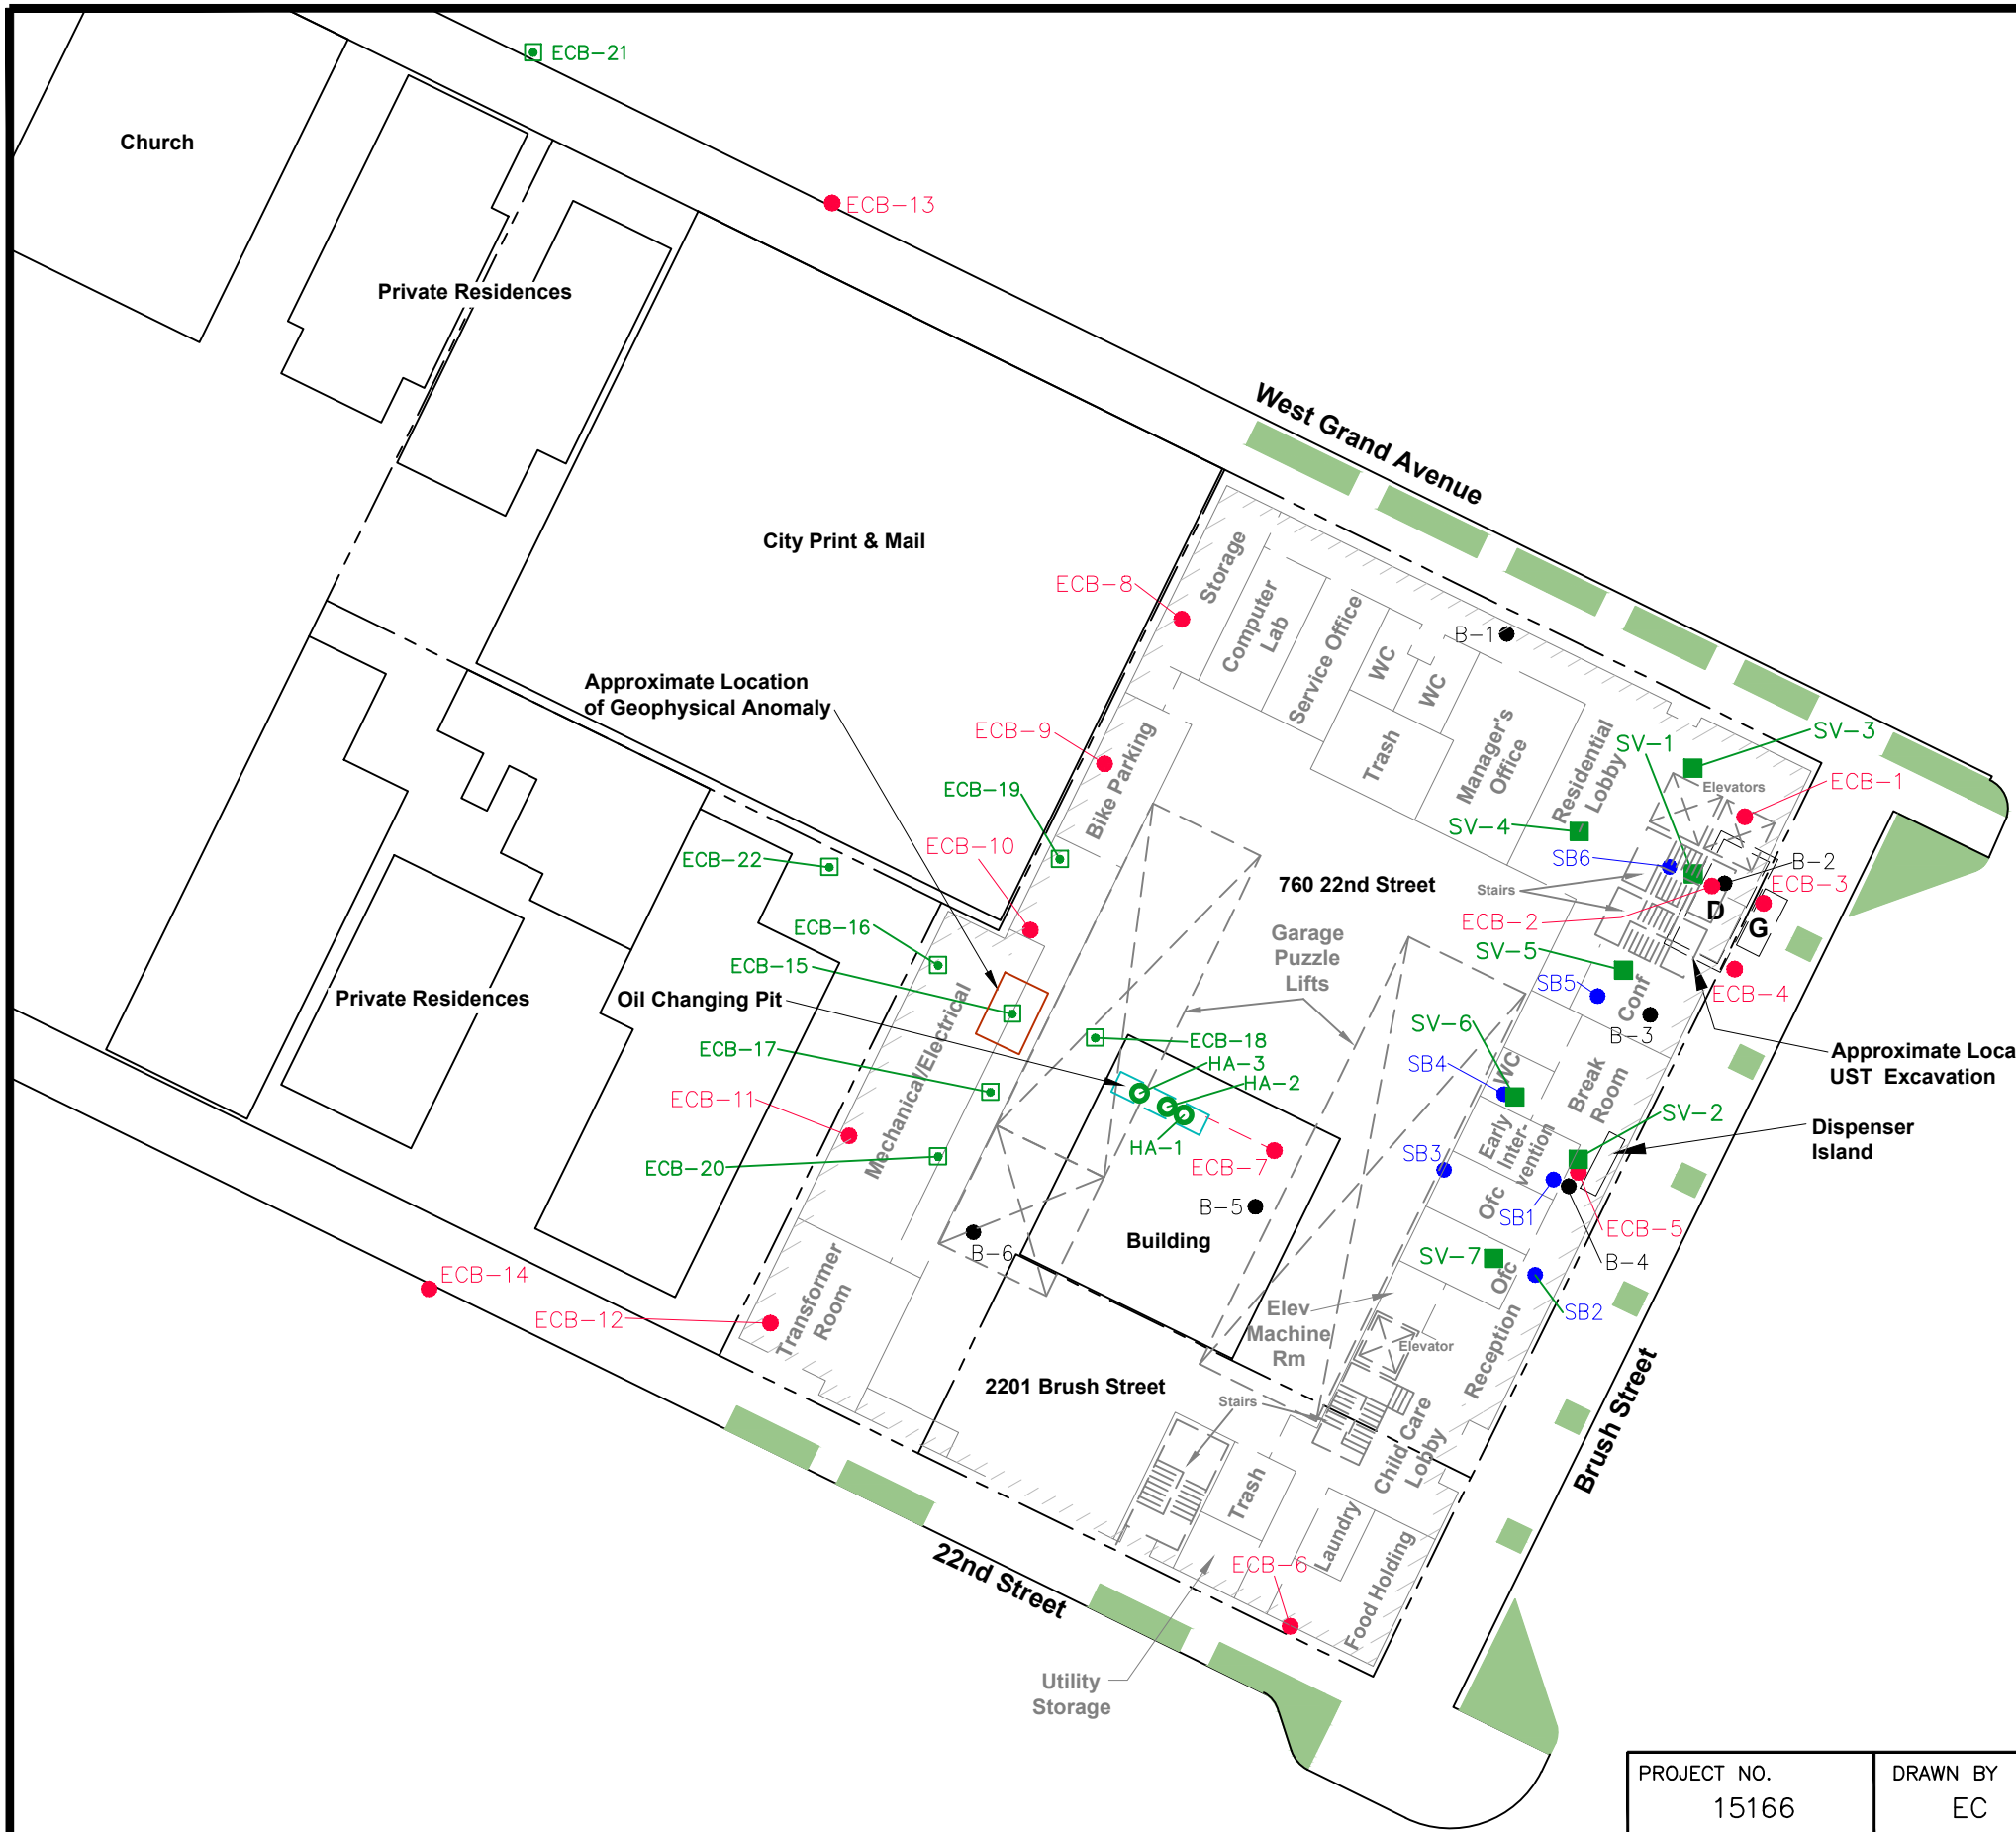 ECB-21
Church
ECB-13
Private Residences
West Grand Avenue
City Print & Mail
Storage
ECB-8
Computer
Lab
Service Office
WC
WC
B-1
Approximate Location
of Geophysical Anomaly
Trash
Manager's
Office
Residential
Lobby
SV-1
SV-3
ECB-9
Bike Parking
Elevators
ECB-1
ECB-19
SV-4
ECB-10
SB6
B-2
ECB-22
760 22nd Street
Stairs
ECB-3
D
ECB-2
G
ECB-16
Garage
Puzzle
Lifts
SV-5
ECB-15
SB5
Conf
ECB-4
Private Residences
Oil Changing Pit
Mechanical/Electrical
SV-6
B-3
ECB-18
ECB-17
HA-3
HA-2
SB4
WC
Break
Room
Approximate Loca
UST Excavation
ECB-11
HA-1
SV-2
Dispenser
Island
ECB-20
ECB-7
SB3
Early
Inter-
vention
Ofc
B-5
SB1
ECB-5
Building
B-6
SV-7
Ofc
B-4
ECB-14
Transformer
Room
SB2
ECB-12
Elev
Machine
Rm
Elevator
Reception
2201 Brush Street
Stairs
Child Care
Lobby
Brush Street
Trash
Laundry
22nd Street
ECB-6
Food Holding
Utility
Storage
PROJECT NO.
15166
DRAWN BY
EC